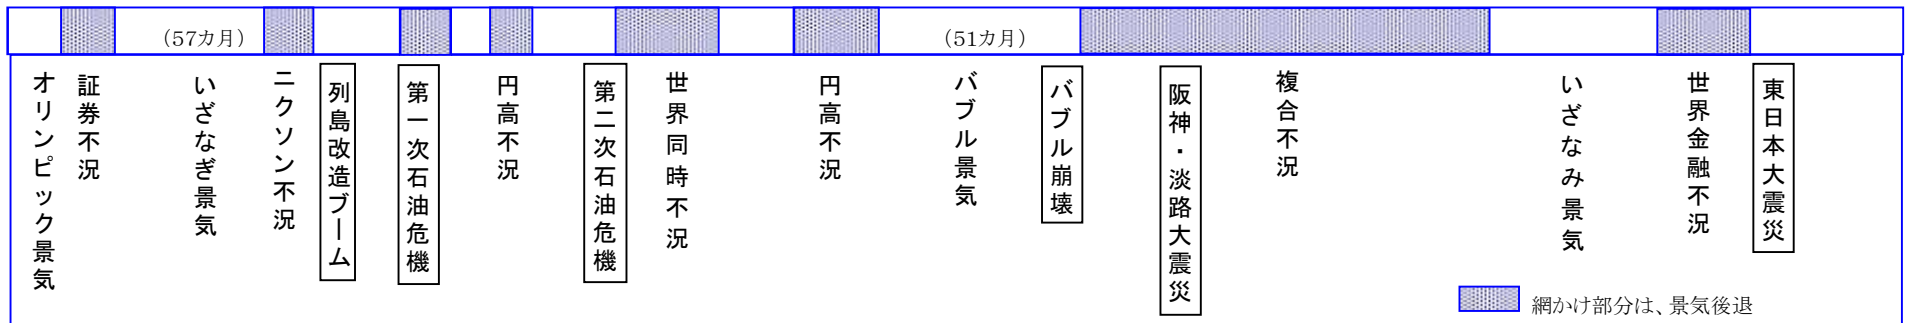 (57カ月)
(51カ月)
オリンピック景気
証券不況
いざなぎ景気
ニクソン不況
列島改造ブーム
第一次石油危機
円高不況
第二次石油危機
世界同時不況
円高不況
バブル景気
バブル崩壊
阪神・淡路大震災
複合不況
いざなみ景気
世界金融不況
東日本大震災
網かけ部分は、景気後退